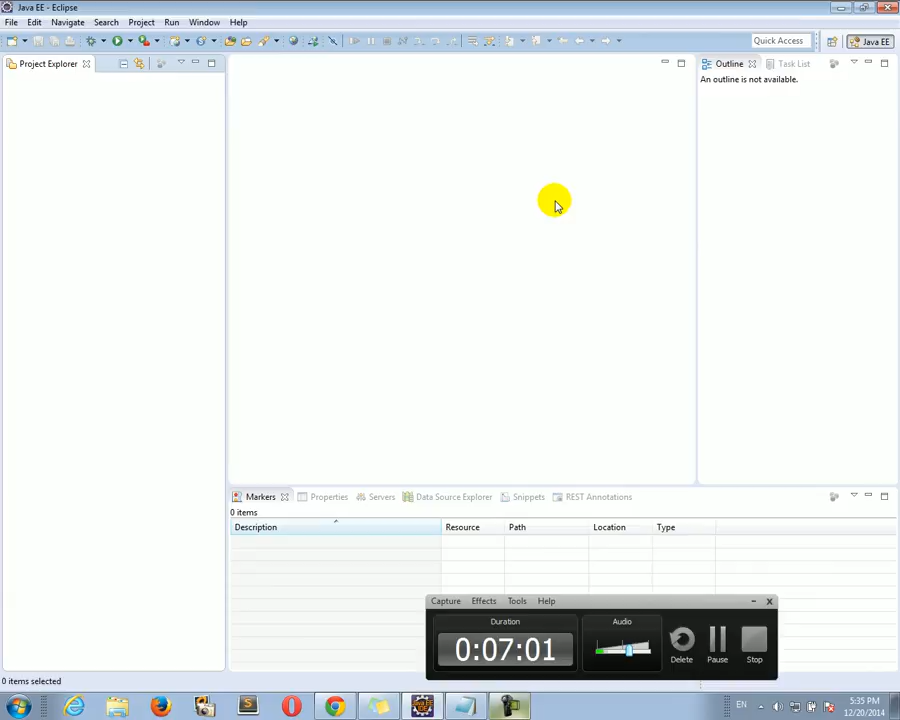 Java EE - Eclipse
File Edit Navigate Search Project Run Window Help
Quick Access Java EE
Project Explorer
Outline Task List
An outline is not available.
Markers Properties Servers Data Source Explorer Snippets REST Annotations
0 items
Description Resource Path Location Type
Capture Effects Tools Help
Duration Audio
0:07:01
Delete Pause Stop
0 items selected
EN 5:35 PM
12/20/2014